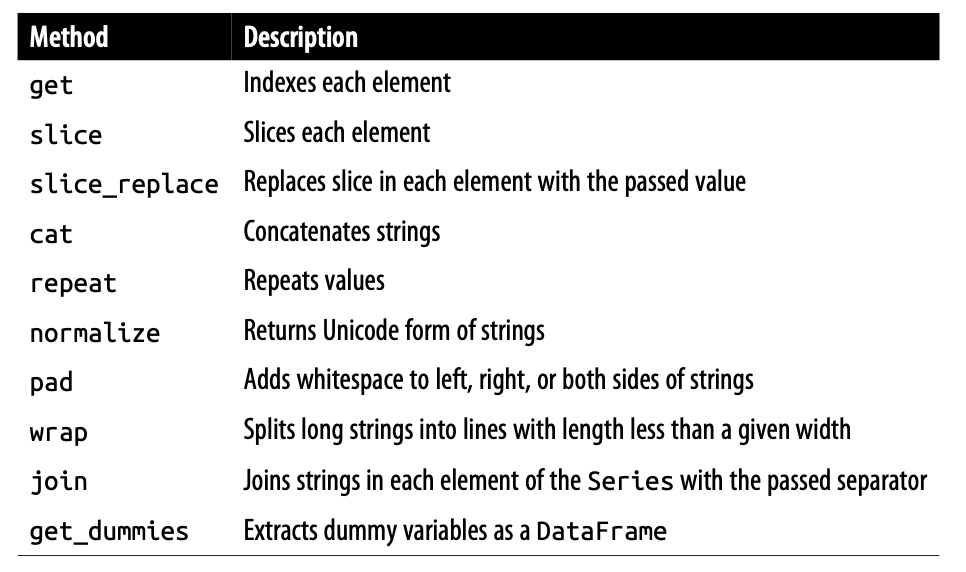 Method Description
get Indexes each element
slice Slices each element
slice_replace Replaces slice in each element with the passed value
cat Concatenates strings
repeat Repeats values
normalize Returns Unicode form of strings
pad Adds whitespace to left, right, or both sides of strings
wrap Splits long strings into lines with length less than a given width
join Joins strings in each element of the Series with the passed separator
get_dummies Extracts dummy variables as a DataFrame